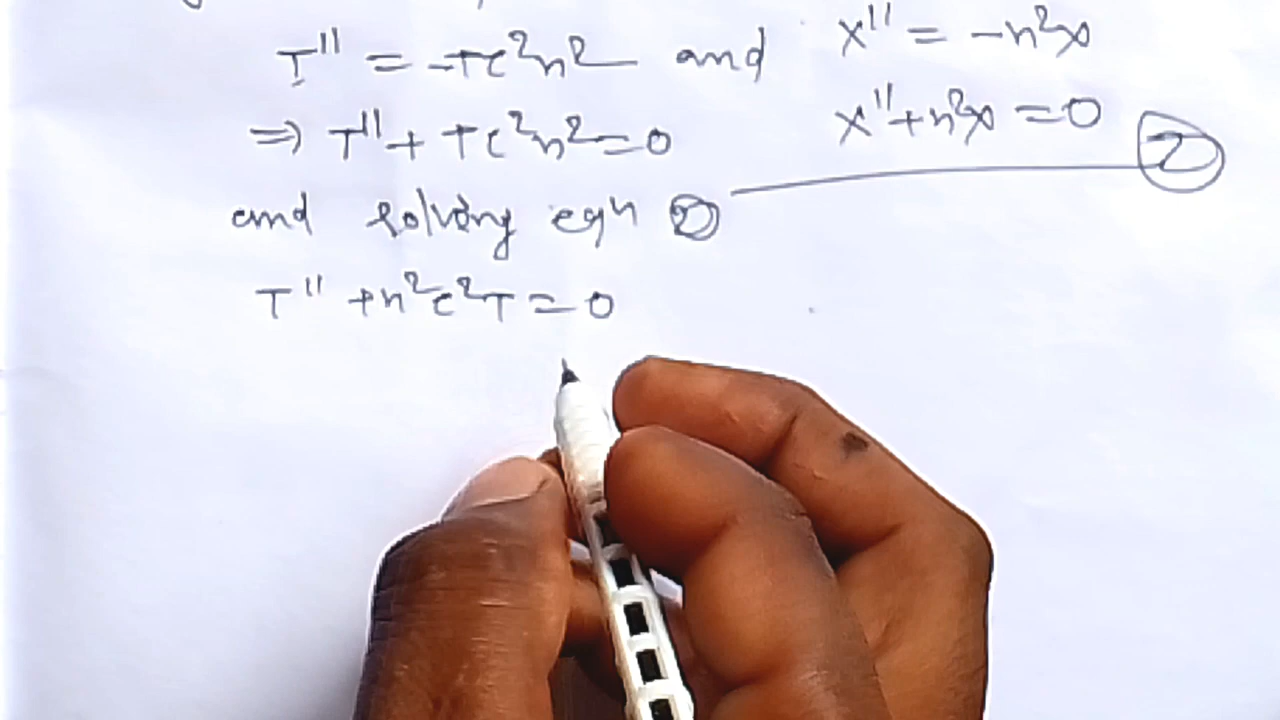 T'' = -Tc²n² and x'' = -n²x
⇒ T'' + Tc²n² = 0 x'' + n²x = 0 ②
and solving eqn ②
T'' + n²c²T = 0